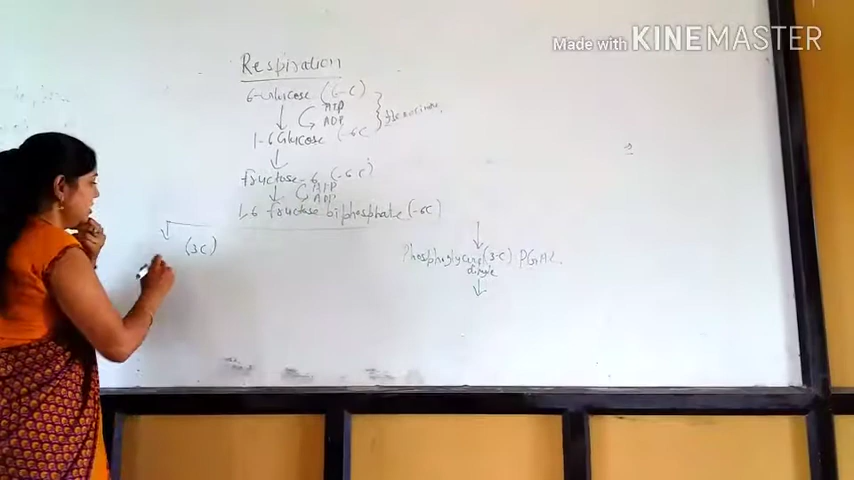 Made with KINEMASTER
Respiration
6-Glucose (6-C)
ATP
ADP
1-6 Glucose (-6C)
fructose-6 (-6C)
ATP
ADP
1-6 fructose biphosphate (-6C)
(3C)
(3-C) PGAL